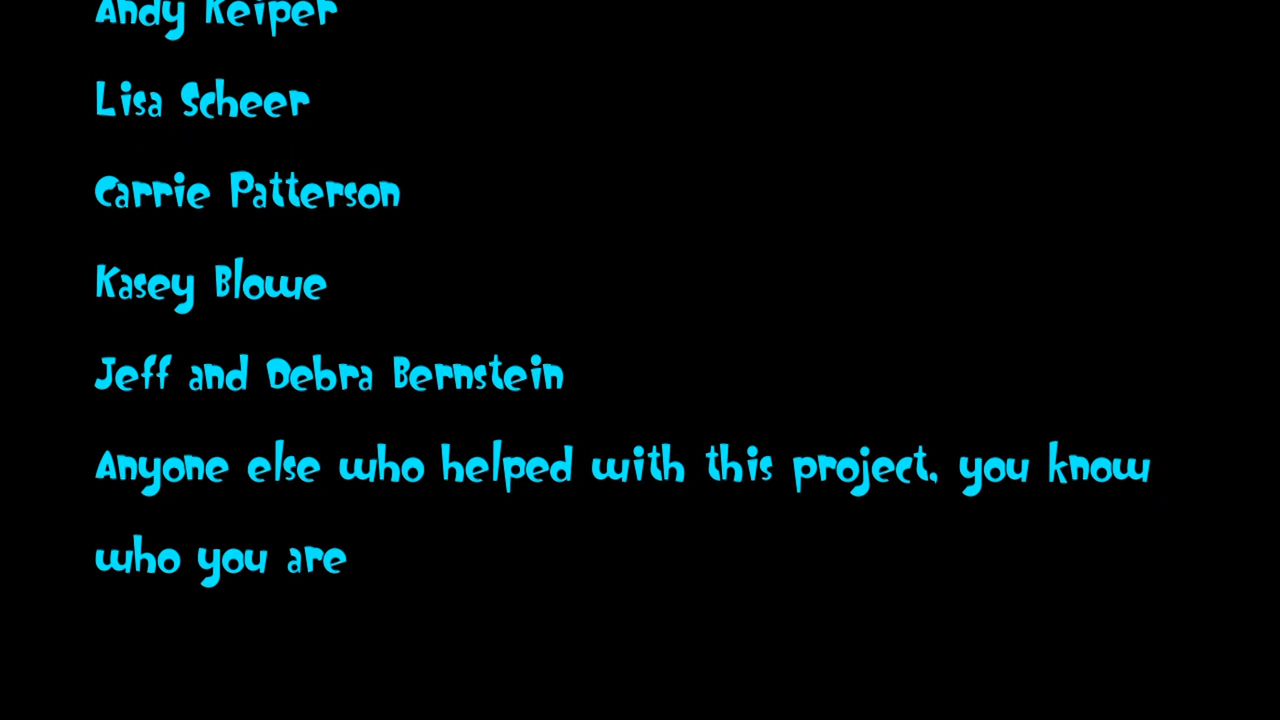 Andy Keiper
Lisa Scheer
Carrie Patterson
Kasey Blowe
Jeff and Debra Bernstein
Anyone else who helped with this project, you know
who you are